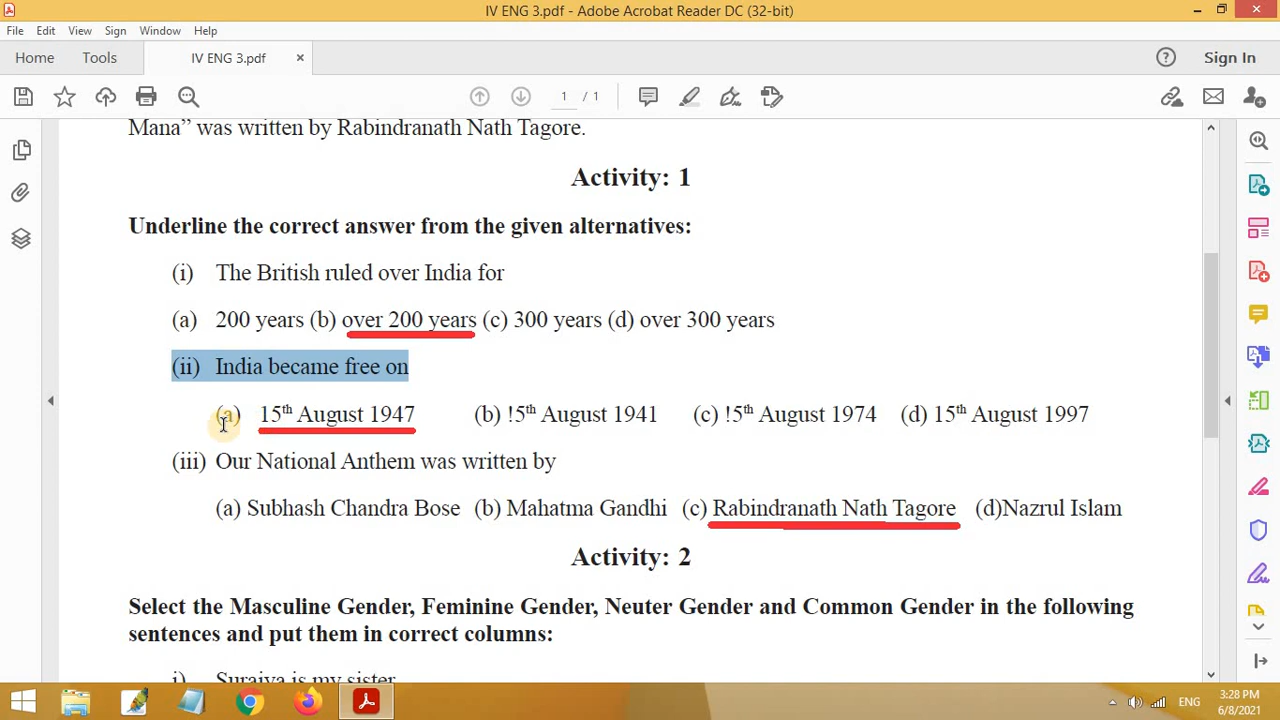 IV ENG 3.pdf - Adobe Acrobat Reader DC (32-bit)
File Edit View Sign Window Help
Home Tools IV ENG 3.pdf × Sign In
1 / 1
Mana” was written by Rabindranath Nath Tagore.
Activity: 1
Underline the correct answer from the given alternatives:
(i) The British ruled over India for
(a) 200 years (b) over 200 years (c) 300 years (d) over 300 years
(ii) India became free on
(a) 15th August 1947 (b) !5th August 1941 (c) !5th August 1974 (d) 15th August 1997
(iii) Our National Anthem was written by
(a) Subhash Chandra Bose (b) Mahatma Gandhi (c) Rabindranath Nath Tagore (d)Nazrul Islam
Activity: 2
Select the Masculine Gender, Feminine Gender, Neuter Gender and Common Gender in the following
sentences and put them in correct columns:
i) Suraiya is my sister
ENG 3:28 PM
6/8/2021